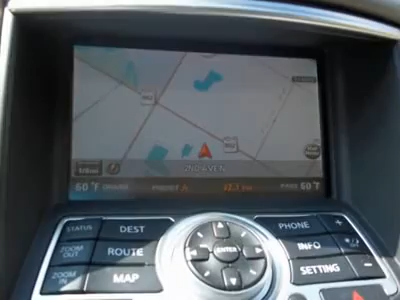 2ND AVE N
60°F
60°F
STATUS
DEST
PHONE
+
ZOOM
OUT
ROUTE
ENTER
INFO
ZOOM
IN
MAP
SETTING
-